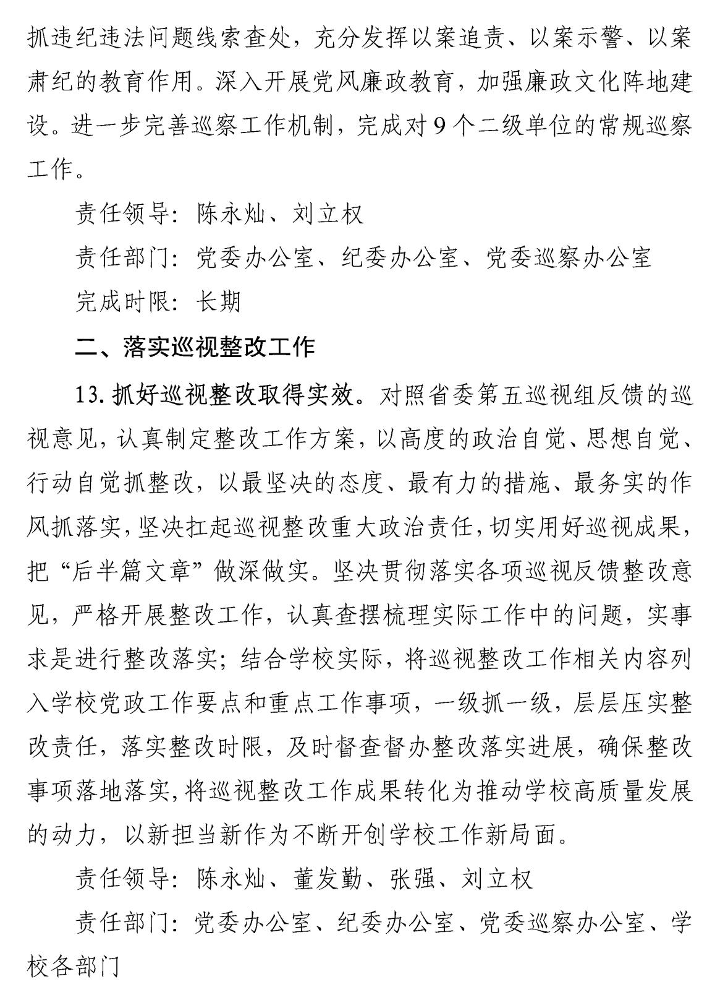 抓违纪违法问题线索查处，充分发挥以案追责、以案示警、以案
肃纪的教育作用。深入开展党风廉政教育，加强廉政文化阵地建
设。进一步完善巡察工作机制，完成对 9 个二级单位的常规巡察
工作。
责任领导：陈永灿、刘立权
责任部门：党委办公室、纪委办公室、党委巡察办公室
完成时限：长期
二、落实巡视整改工作
13. 抓好巡视整改取得实效。对照省委第五巡视组反馈的巡
视意见，认真制定整改工作方案，以高度的政治自觉、思想自觉、
行动自觉抓整改，以最坚决的态度、最有力的措施、最务实的作
风抓落实，坚决扛起巡视整改重大政治责任，切实用好巡视成果，
把“后半篇文章”做深做实。坚决贯彻落实各项巡视反馈整改意
见，严格开展整改工作，认真查摆梳理实际工作中的问题，实事
求是进行整改落实；结合学校实际，将巡视整改工作相关内容列
入学校党政工作要点和重点工作事项，一级抓一级，层层压实整
改责任，落实整改时限，及时督查督办整改落实进展，确保整改
事项落地落实，将巡视整改工作成果转化为推动学校高质量发展
的动力，以新担当新作为不断开创学校工作新局面。
责任领导：陈永灿、董发勤、张强、刘立权
责任部门：党委办公室、纪委办公室、党委巡察办公室、学
校各部门